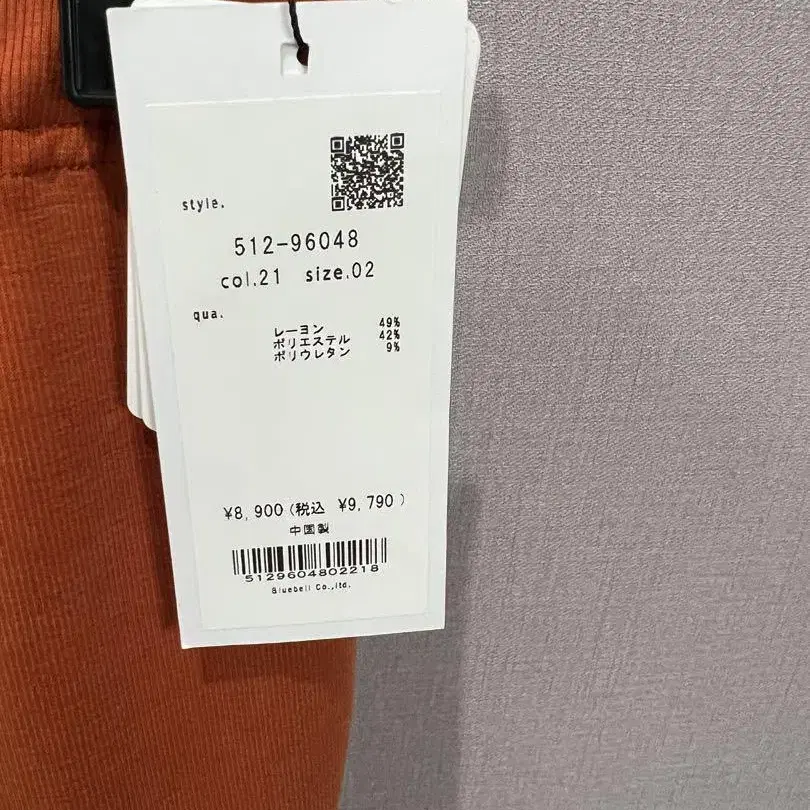 style.
512-96048
col.21 size.02
qua.
レーヨン 49%
ポリエステル 42%
ポリウレタン 9%
¥8,900(税込 ¥9,790)
中国製
5129604802218
Bluebell Co.,ltd.